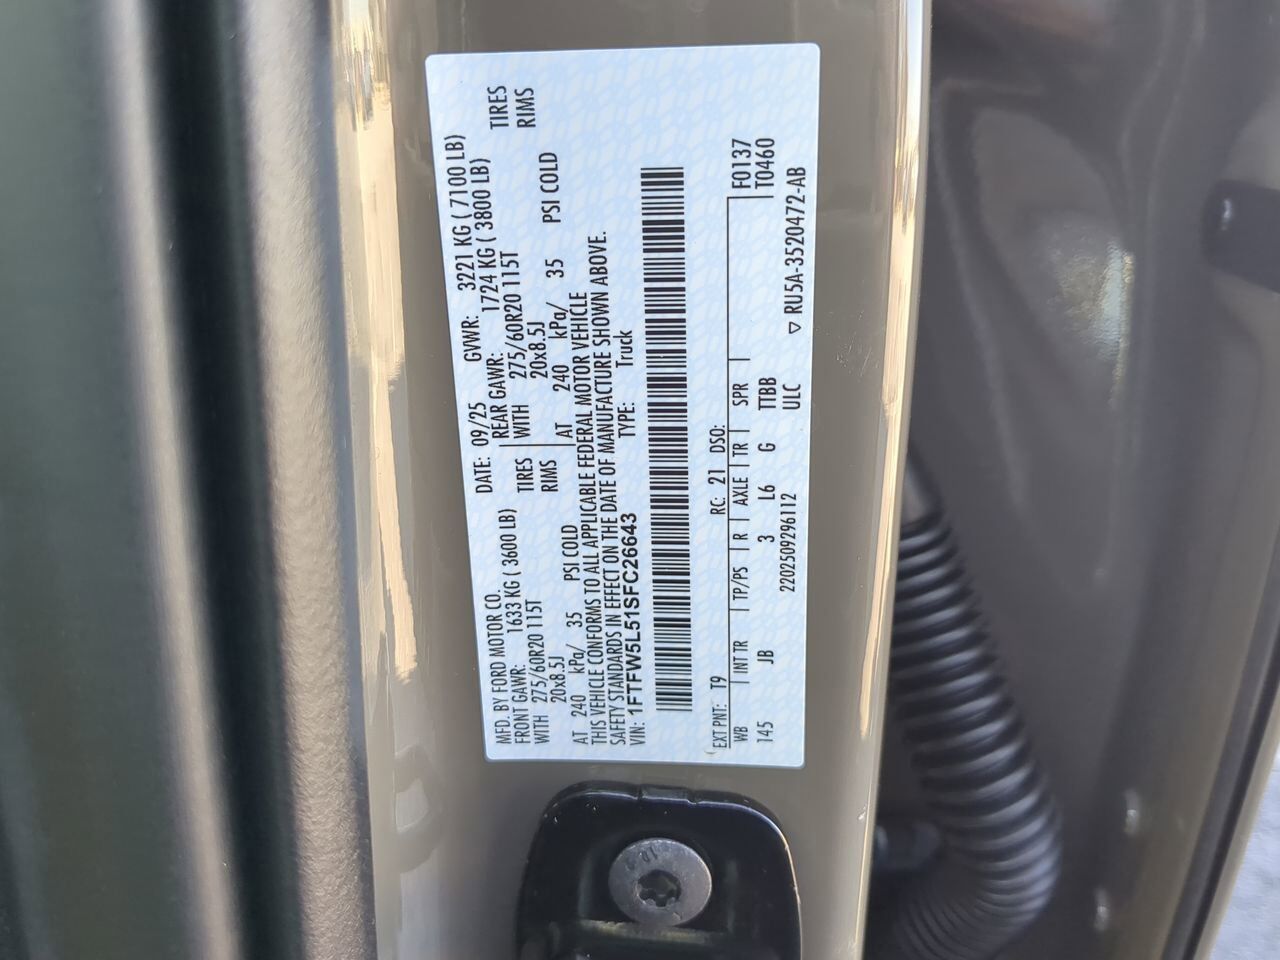 MFD. BY FORD MOTOR CO. DATE: 09/25 GVWR: 3221 KG ( 7100 LB)
FRONT GAWR: 1633 KG ( 3600 LB) REAR GAWR: 1724 KG ( 3800 LB)
WITH 275/60R20 115T TIRES WITH 275/60R20 115T TIRES
20x8.5J RIMS 20x8.5J RIMS
AT 240 kPa/ 35 PSI COLD AT 240 kPa/ 35 PSI COLD
THIS VEHICLE CONFORMS TO ALL APPLICABLE FEDERAL MOTOR VEHICLE
SAFETY STANDARDS IN EFFECT ON THE DATE OF MANUFACTURE SHOWN ABOVE.
VIN: 1FTFW5L51SFC26643 TYPE: Truck
EXT PNT: T9 RC: 21 DSO: F0137
WB INT TR TP/PS R AXLE TR SPR T0460
145 JB 3 L6 G TTBB
2202509296112 ULC ▽ RU5A-3520472-AB